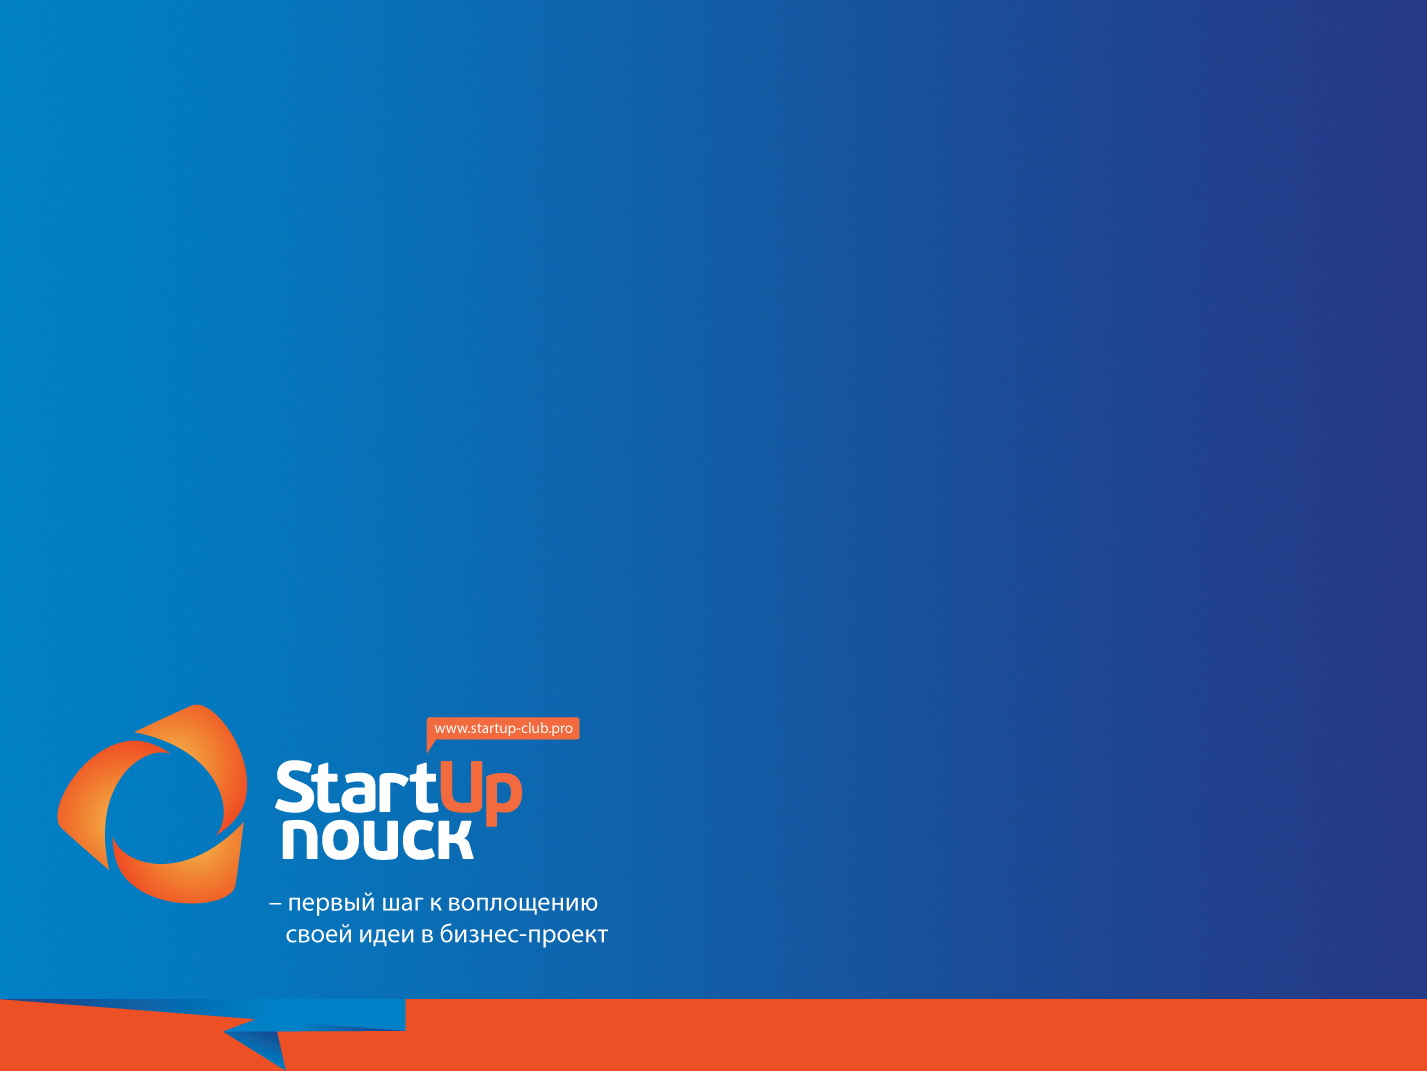 www.startup-club.pro
StartUp
поиск
– первый шаг к воплощению
своей идеи в бизнес-проект